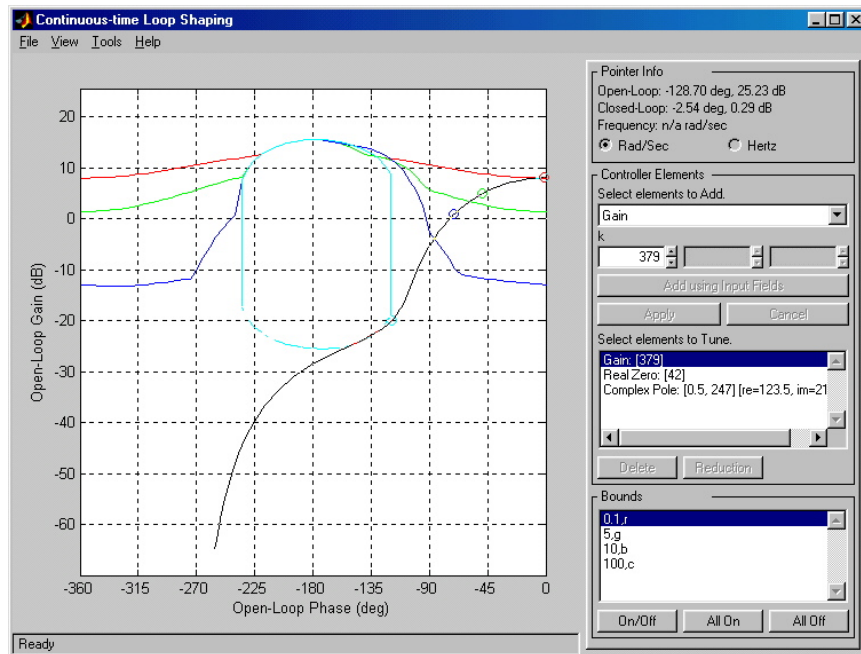 Continuous-time Loop Shaping
File View Tools Help
20
10
0
-10
-20
-30
-40
-50
-60
Open-Loop Gain (dB)
-360 -315 -270 -225 -180 -135 -90 -45 0
Open-Loop Phase (deg)
Pointer Info
Open-Loop: -128.70 deg, 25.23 dB
Closed-Loop: -2.54 deg, 0.29 dB
Frequency: n/a rad/sec
Rad/Sec Hertz
Controller Elements
Select elements to Add.
Gain
k
379
Add using Input Fields
Apply Cancel
Select elements to Tune.
Gain: [379]
Real Zero: [42]
Complex Pole: [0.5, 247] [re=123.5, im=21
Delete Reduction
Bounds
0.1,r
5,g
10,b
100,c
On/Off All On All Off
Ready